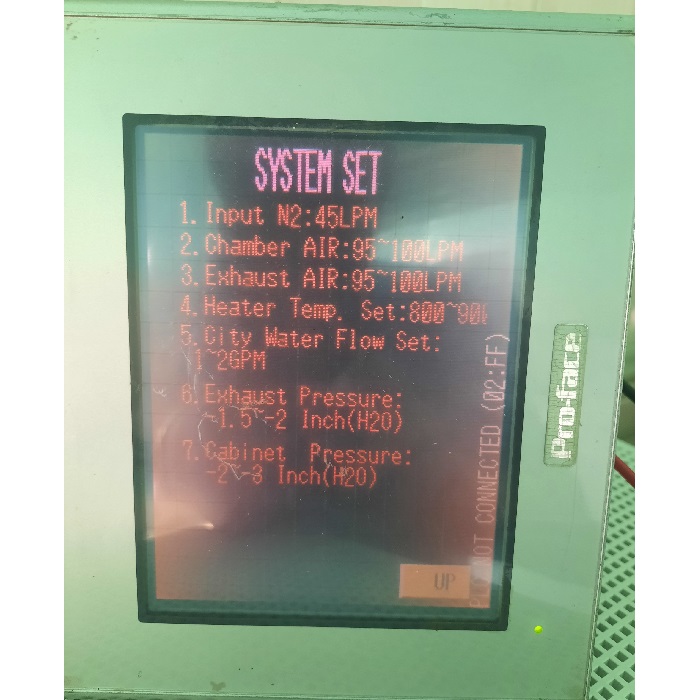 SYSTEM SET
1. Input N2:45LPM
2. Chamber AIR:95~100LPM
3. Exhaust AIR:95~100LPM
4. Heater Temp. Set:800~900
5. City Water Flow Set:
1~2GPM
6. Exhaust Pressure:
-1.5~-2 Inch(H2O)
7. Cabinet Pressure:
-2~-3 Inch(H2O)
UP
NOT CONNECTED (02:FF)
Pro-face